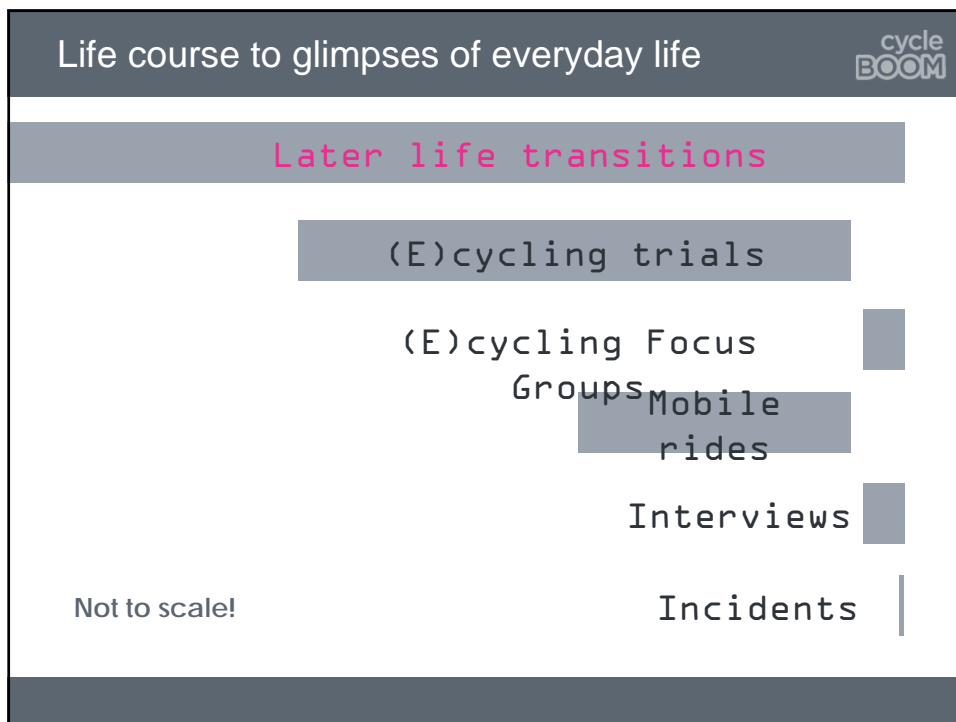 Life course to glimpses of everyday life
cycle
BOOM
Later life transitions
(E)cycling trials
(E)cycling Focus
Groups
Mobile
rides
Interviews
Not to scale!
Incidents